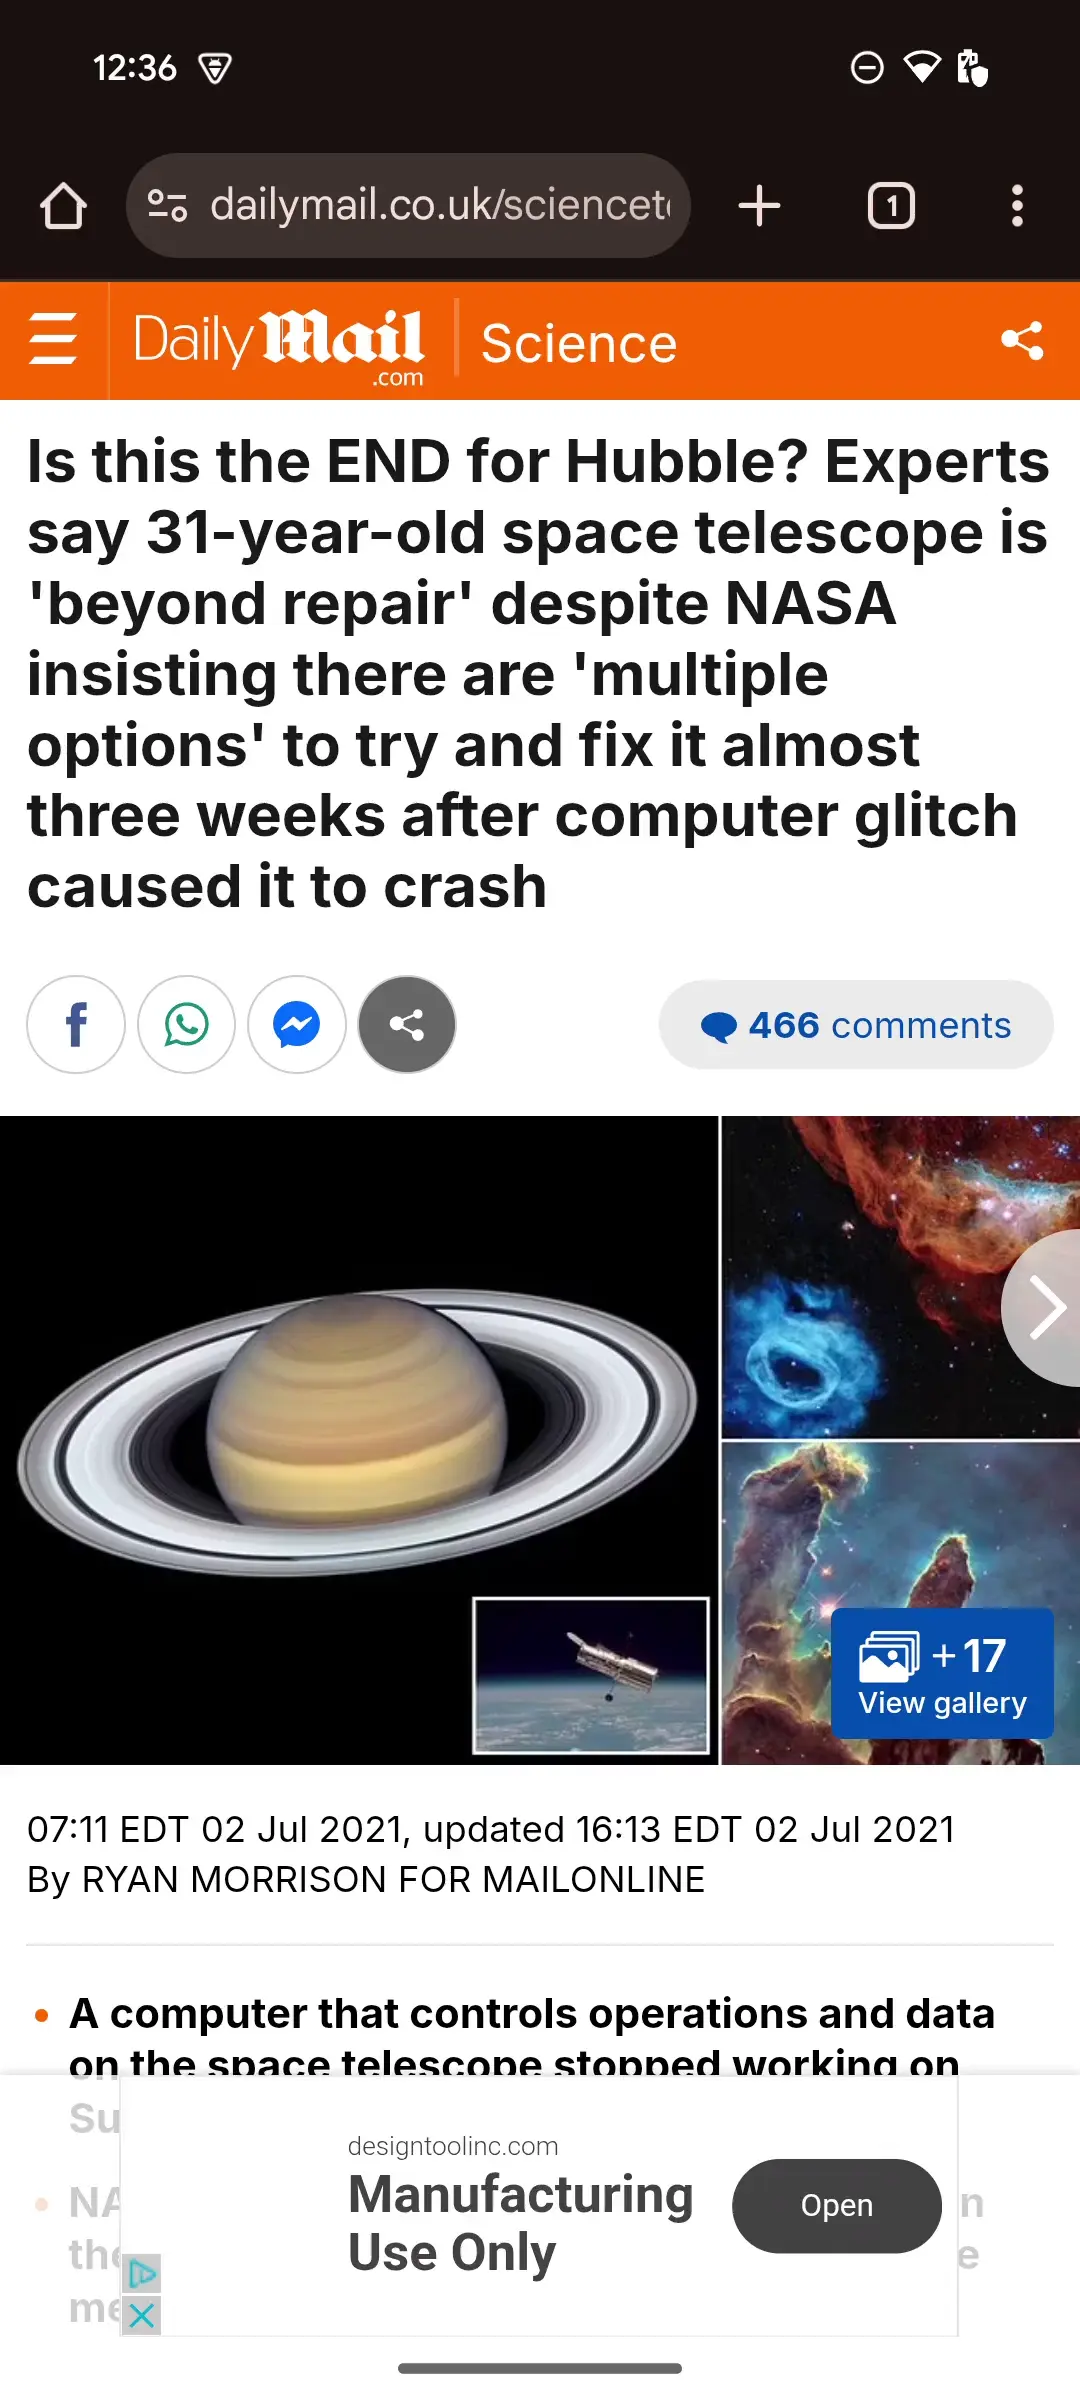 12:36
dailymail.co.uk/sciencet
1
Daily Mail
.com
Science
Is this the END for Hubble? Experts
say 31-year-old space telescope is
'beyond repair' despite NASA
insisting there are 'multiple
options' to try and fix it almost
three weeks after computer glitch
caused it to crash
466 comments
+17
View gallery
07:11 EDT 02 Jul 2021, updated 16:13 EDT 02 Jul 2021
By RYAN MORRISON FOR MAILONLINE
• A computer that controls operations and data
on the space telescope stopped working on
Su
• NA
n
the
e
me
designtoolinc.com
Manufacturing
Use Only
Open